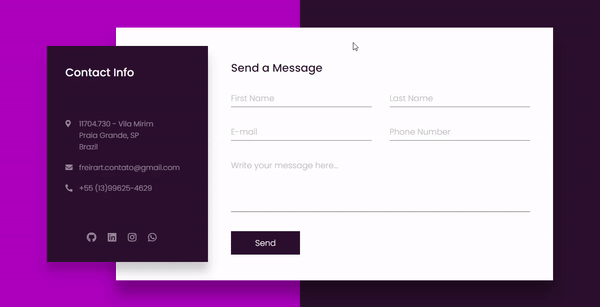 Contact Info
11704.730 - Vila Mirim
Praia Grande, SP
Brazil
freirart.contato@gmail.com
+55 (13)99625-4629
Send a Message
First Name
Last Name
E-mail
Phone Number
Write your message here...
Send